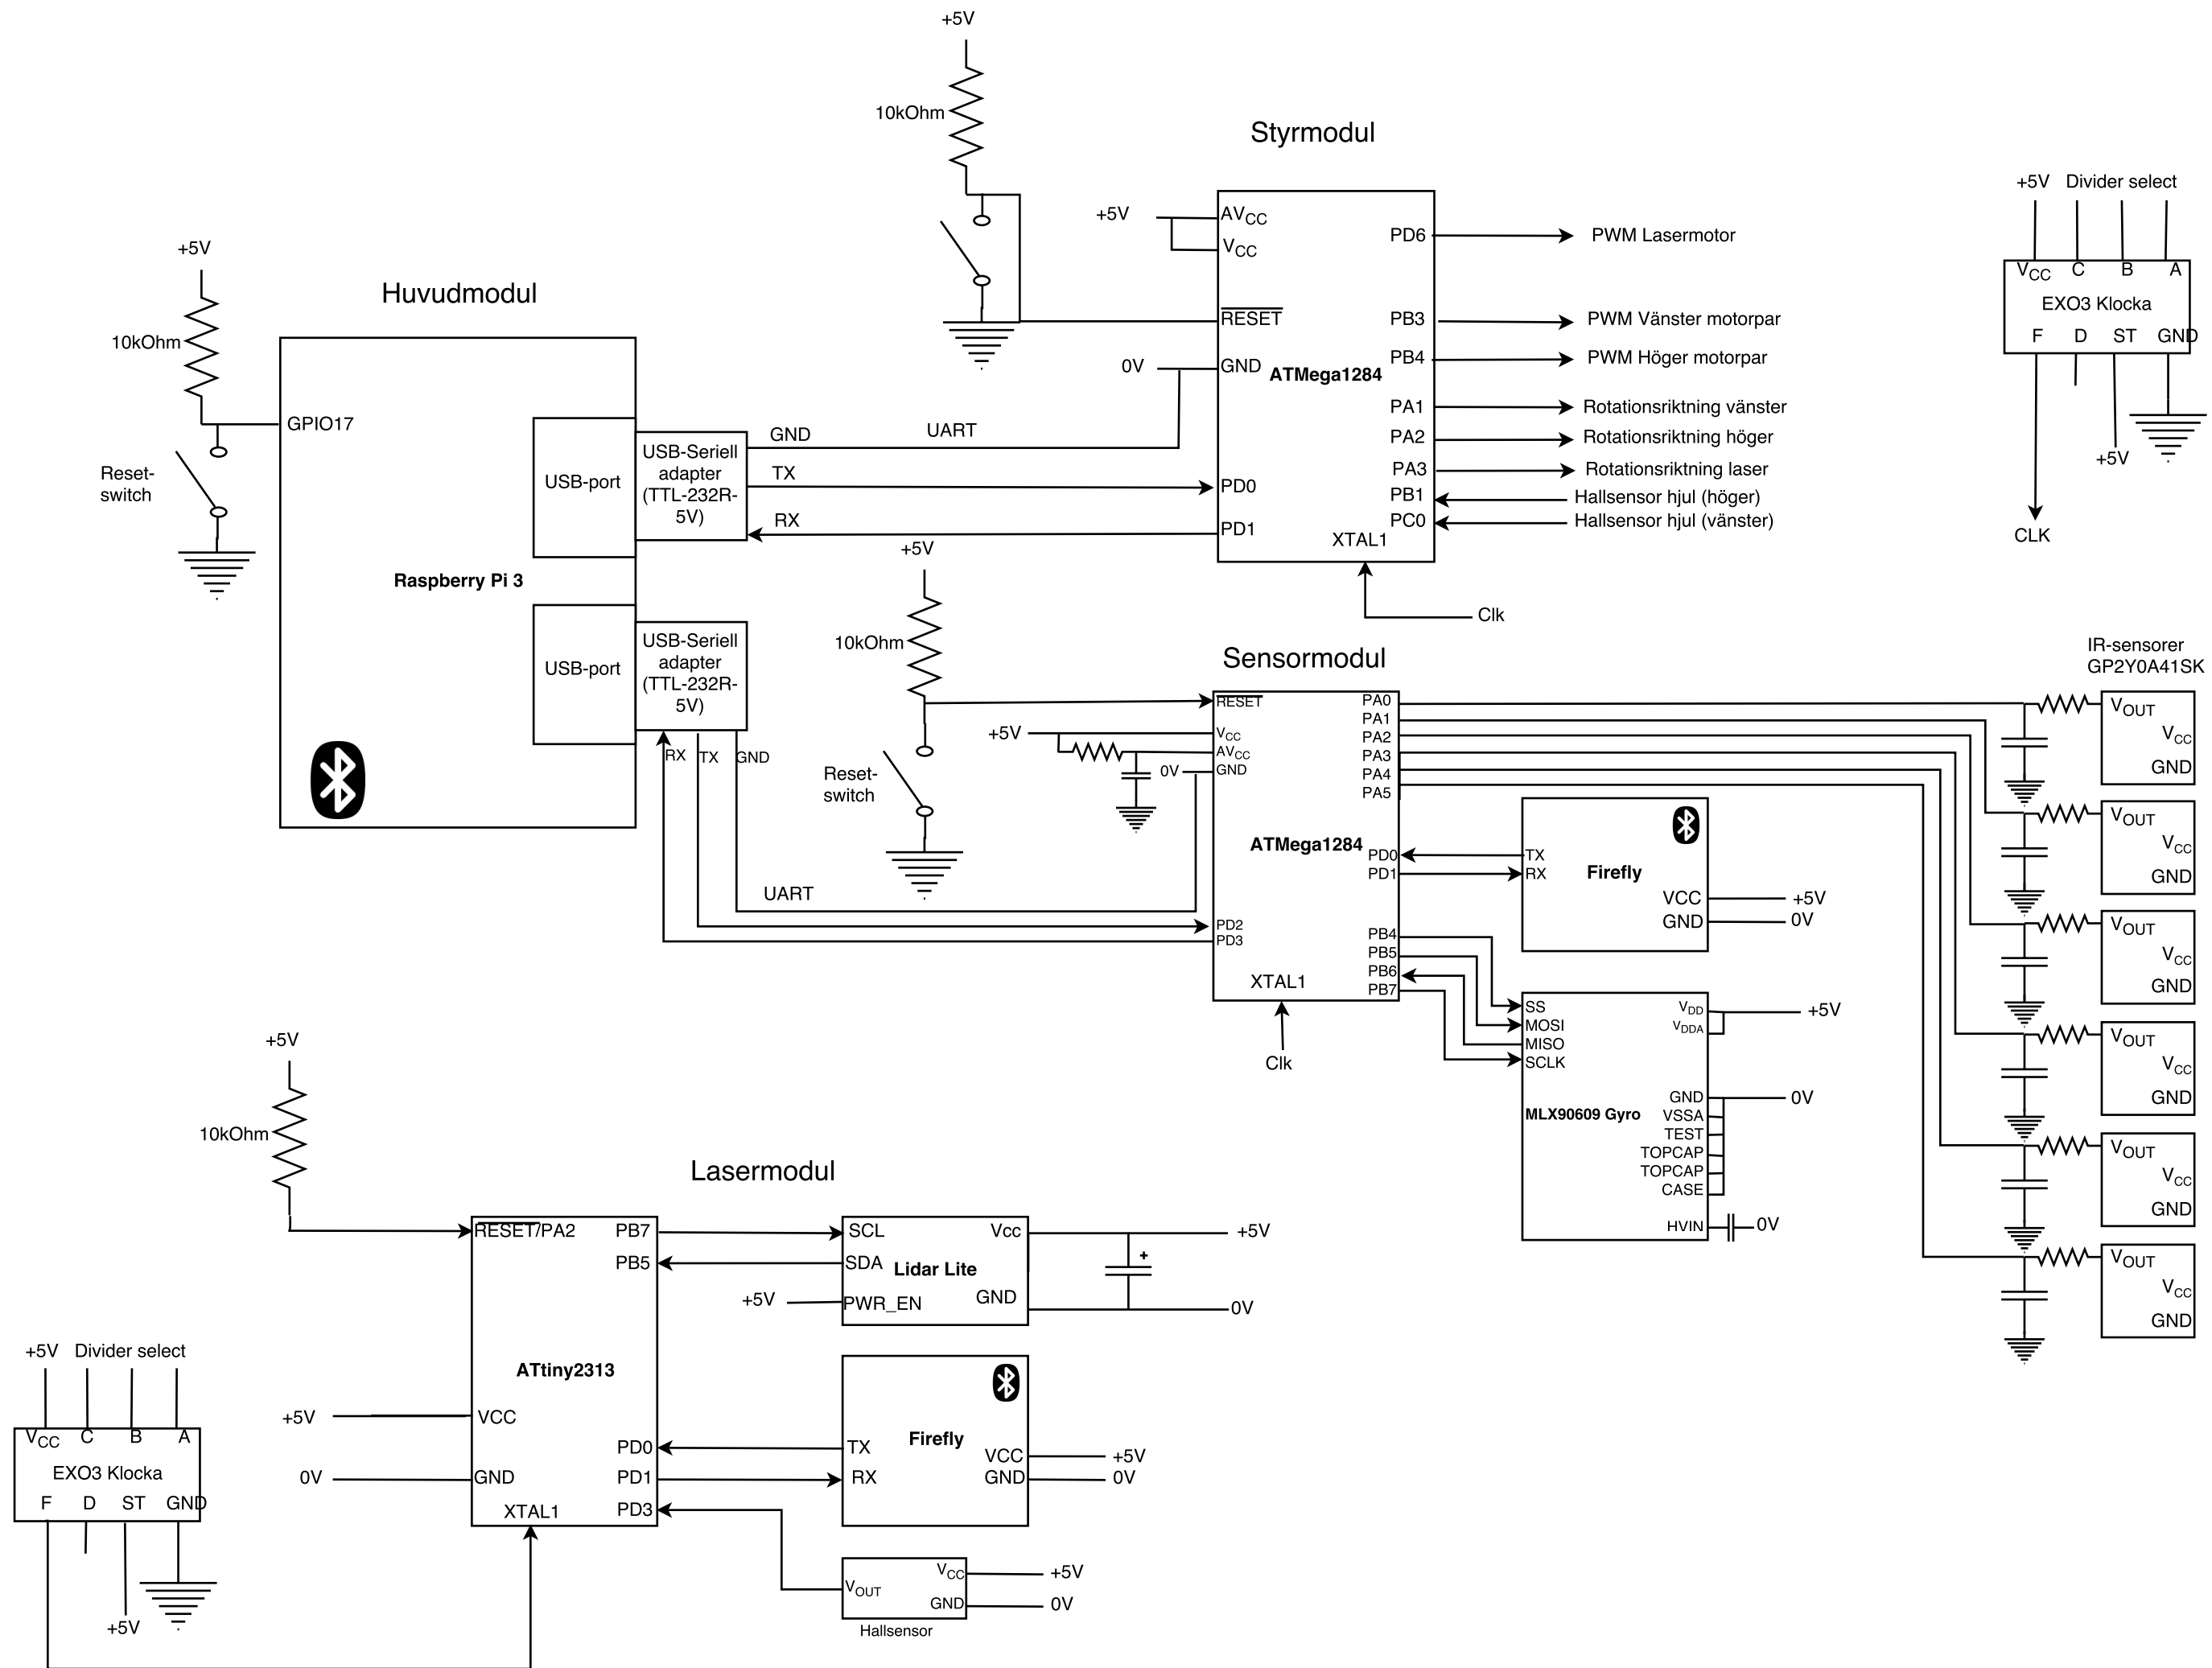 +5V
10kOhm
Styrmodul
+5V
AVCC
VCC
RESET
0V
GND
ATMega1284
PD0
PD1
XTAL1
Clk
PD6
PB3
PB4
PA1
PA2
PA3
PB1
PC0
PWM Lasermotor
PWM Vänster motorpar
PWM Höger motorpar
Rotationsriktning vänster
Rotationsriktning höger
Rotationsriktning laser
Hallsensor hjul (höger)
Hallsensor hjul (vänster)
+5V Divider select
VCC C B A
EXO3 Klocka
F D ST GND
+5V
CLK
Huvudmodul
+5V
10kOhm
GPIO17
Reset-
switch
Raspberry Pi 3
USB-port
USB-Seriell
adapter
(TTL-232R-
5V)
GND
UART
TX
RX
USB-port
USB-Seriell
adapter
(TTL-232R-
5V)
RX
TX
GND
UART
Sensormodul
+5V
10kOhm
Reset-
switch
+5V
0V
RESET
VCC
AVCC
GND
ATMega1284
PD2
PD3
XTAL1
Clk
PA0
PA1
PA2
PA3
PA4
PA5
PD0
PD1
PB4
PB5
PB6
PB7
TX
RX
Firefly
VCC
GND
+5V
0V
SS
MOSI
MISO
SCLK
MLX90609 Gyro
VDD
VDDA
+5V
GND
0V
VSSA
TEST
TOPCAP
TOPCAP
CASE
HVIN
0V
IR-sensorer
GP2Y0A41SK
VOUT
VCC
GND
VOUT
VCC
GND
VOUT
VCC
GND
VOUT
VCC
GND
VOUT
VCC
GND
VOUT
VCC
GND
Lasermodul
+5V
10kOhm
RESET/PA2
ATtiny2313
+5V
VCC
0V
GND
XTAL1
PB7
PB5
PD0
PD1
PD3
SCL
SDA
PWR_EN
+5V
Lidar Lite
Vcc
GND
+5V
+
0V
TX
RX
Firefly
VCC
GND
+5V
0V
VOUT
VCC
GND
+5V
0V
Hallsensor
+5V Divider select
VCC C B A
EXO3 Klocka
F D ST GND
+5V